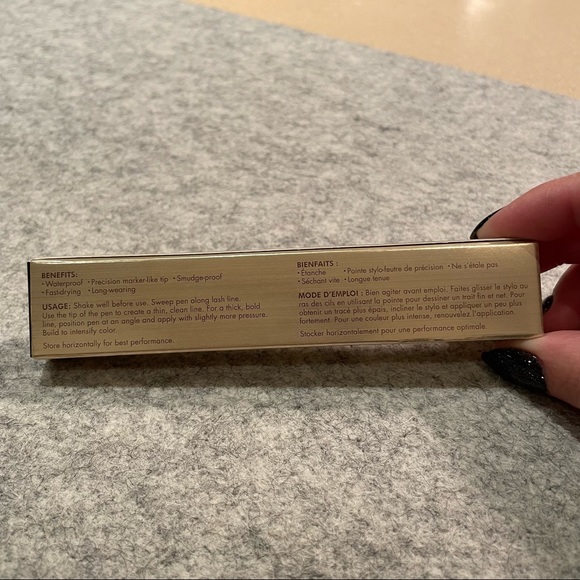 BENEFITS:
• Waterproof • Precision marker-like tip • Smudge-proof
• Fast-drying • Long-wearing
USAGE: Shake well before use. Sweep pen along lash line.
Use the tip of the pen to create a thin, clean line. For a thick, bold
line, position pen at an angle and apply with slightly more pressure.
Build to intensify color.
Store horizontally for best performance.
BIENFAITS :
• Étanche • Pointe stylo-feutre de précision • Ne s'étale pas
• Séchant vite • Longue tenue
MODE D'EMPLOI : Bien agiter avant emploi. Faites glisser le stylo au
ras des cils en utilisant la pointe pour dessiner un trait fin et net. Pour
obtenir un tracé plus épais, incliner le stylo et appliquer un peu plus
fortement. Pour une couleur plus intense, renouvelez l'application.
Stocker horizontalement pour une performance optimale.